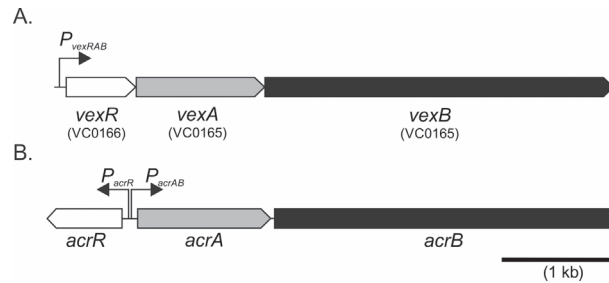 A.
PvexRAB
vexR vexA vexB
(VC0166) (VC0165) (VC0165)
B.
PacrR PacrAB
acrR acrA acrB
(1 kb)